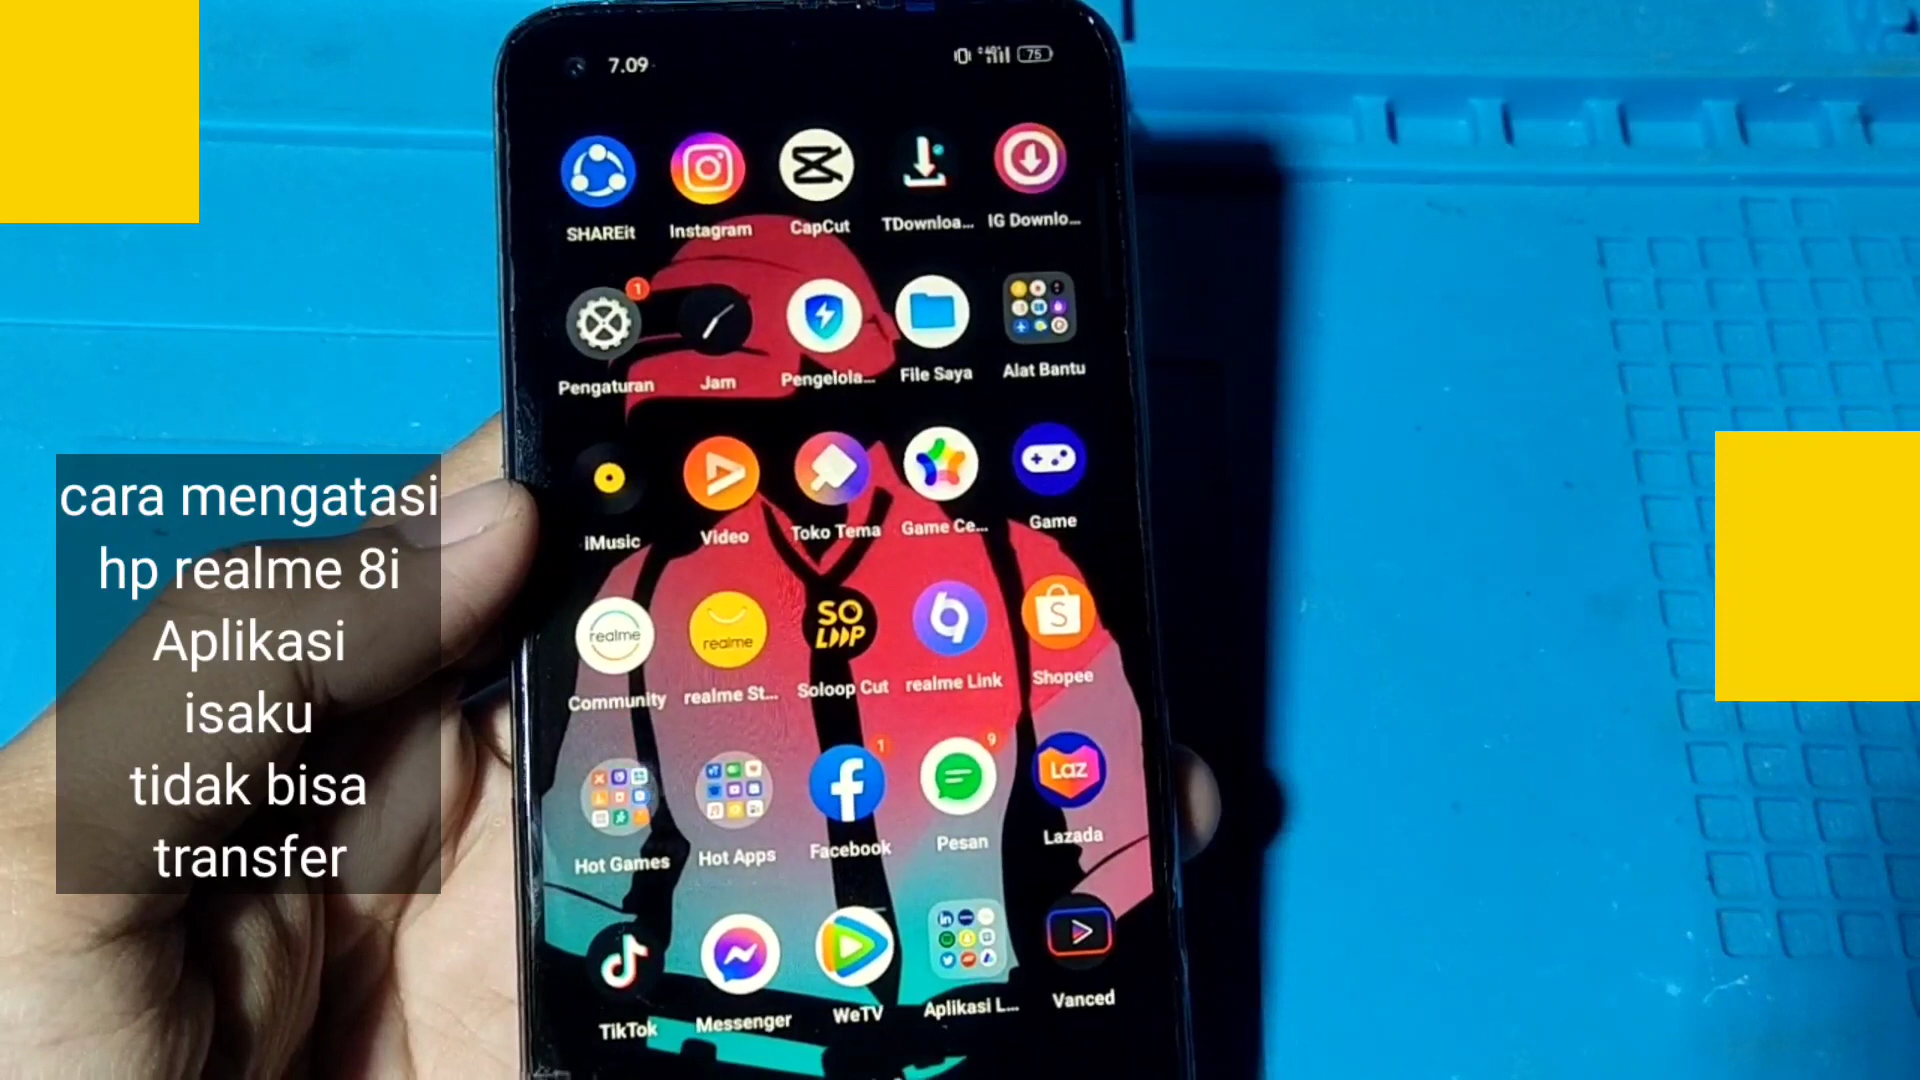 7.09
75
SHAREit
Instagram
CapCut
TDownloa...
IG Downlo...
1
Pengaturan
Jam
Pengelola...
File Saya
Alat Bantu
iMusic
Video
Toko Tema
Game Ce...
Game
realme
realme
SO
LOOP
S
Community
realme St...
Soloop Cut
realme Link
Shopee
1
9
Laz
Hot Games
Hot Apps
Facebook
Pesan
Lazada
TikTok
Messenger
WeTV
Aplikasi L...
Vanced
cara mengatasi
hp realme 8i
Aplikasi
isaku
tidak bisa
transfer